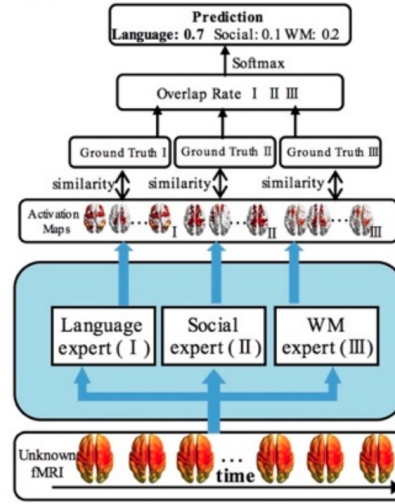 Prediction
Language: 0.7 Social: 0.1 WM: 0.2
Softmax
Overlap Rate Ⅰ Ⅱ Ⅲ
Ground Truth Ⅰ Ground Truth Ⅱ Ground Truth Ⅲ
similarity similarity similarity
Activation
Maps
... Ⅰ ... Ⅱ ... Ⅲ
Language
expert (Ⅰ)
Social
expert (Ⅱ)
WM
expert (Ⅲ)
Unknown
fMRI
...
time